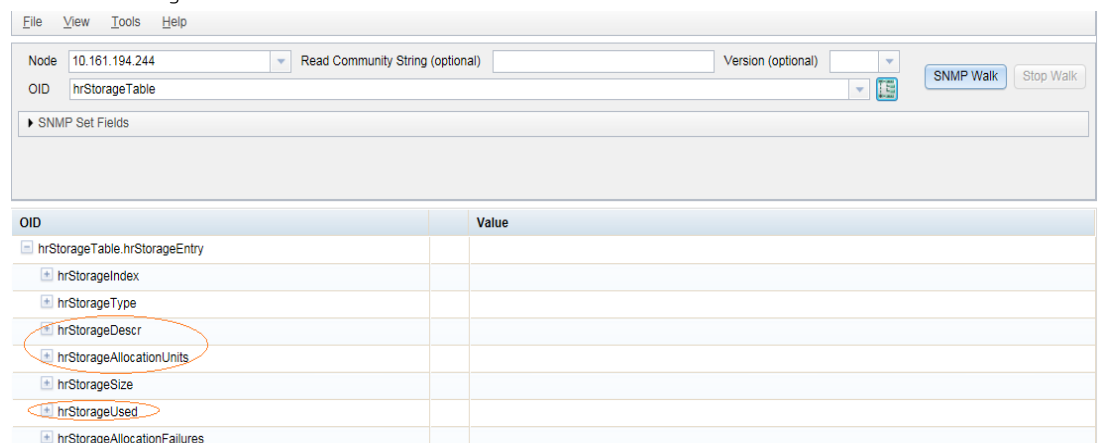 File View Tools Help
Node 10.161.194.244 Read Community String (optional) Version (optional)
SNMP Walk Stop Walk
OID hrStorageTable
SNMP Set Fields
OID Value
hrStorageTable.hrStorageEntry
hrStorageIndex
hrStorageType
hrStorageDescr
hrStorageAllocationUnits
hrStorageSize
hrStorageUsed
hrStorageAllocationFailures